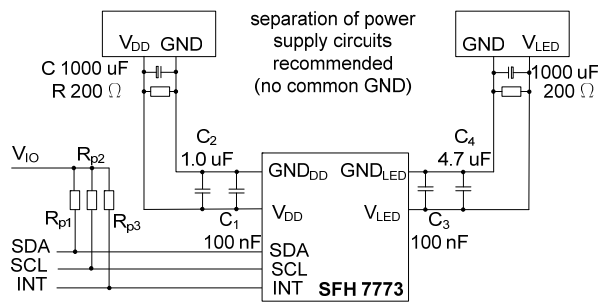 separation of power
supply circuits
recommended
(no common GND)
V_DD GND
C 1000 uF
R 200 Ω
GND V_LED
1000 uF
200 Ω
C_2
1.0 uF
C_4
4.7 uF
V_IO R_p2
R_p1 R_p3
GND_DD GND_LED
V_DD V_LED
C_1
100 nF
C_3
100 nF
SDA SDA
SCL SCL
INT INT
SFH 7773